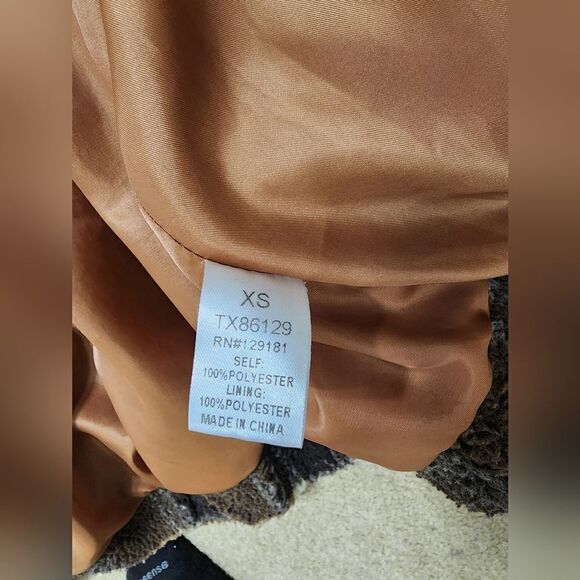 XS
TX86129
RN#129181
SELF:
100%POLYESTER
LINING:
100%POLYESTER
MADE IN CHINA